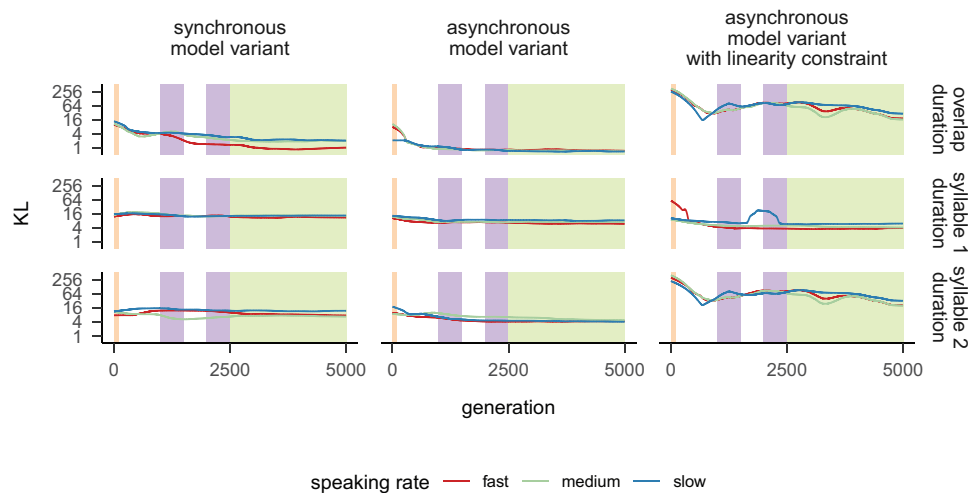 synchronous
model variant
asynchronous
model variant
asynchronous
model variant
with linearity constraint
KL
256
64
16
4
1
overlap
duration
256
64
16
4
1
syllable 1
duration
256
64
16
4
1
syllable 2
duration
0 2500 5000
0 2500 5000
0 2500 5000
generation
speaking rate fast medium slow